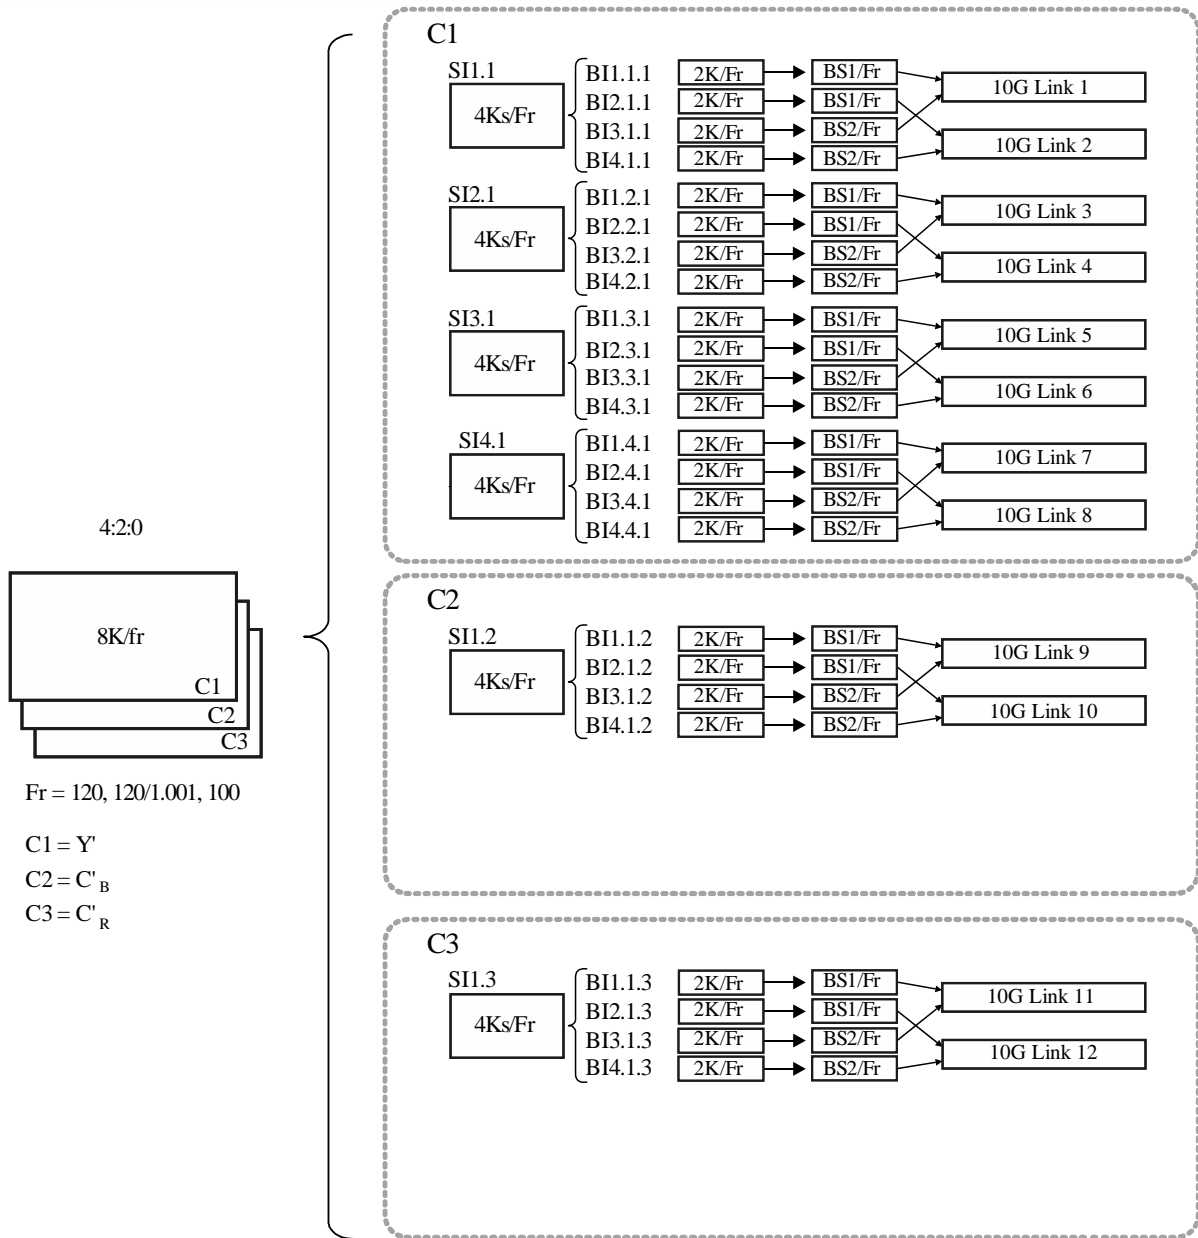 4:2:0
8K/fr
C1
C2
C3
Fr = 120, 120/1.001, 100
C1 = Y'
C2 = C' B
C3 = C' R
C1
SI1.1
4Ks/Fr
BI1.1.1 2K/Fr BS1/Fr
BI2.1.1 2K/Fr BS1/Fr
BI3.1.1 2K/Fr BS2/Fr
BI4.1.1 2K/Fr BS2/Fr
10G Link 1
10G Link 2
SI2.1
4Ks/Fr
BI1.2.1 2K/Fr BS1/Fr
BI2.2.1 2K/Fr BS1/Fr
BI3.2.1 2K/Fr BS2/Fr
BI4.2.1 2K/Fr BS2/Fr
10G Link 3
10G Link 4
SI3.1
4Ks/Fr
BI1.3.1 2K/Fr BS1/Fr
BI2.3.1 2K/Fr BS1/Fr
BI3.3.1 2K/Fr BS2/Fr
BI4.3.1 2K/Fr BS2/Fr
10G Link 5
10G Link 6
SI4.1
4Ks/Fr
BI1.4.1 2K/Fr BS1/Fr
BI2.4.1 2K/Fr BS1/Fr
BI3.4.1 2K/Fr BS2/Fr
BI4.4.1 2K/Fr BS2/Fr
10G Link 7
10G Link 8
C2
SI1.2
4Ks/Fr
BI1.1.2 2K/Fr BS1/Fr
BI2.1.2 2K/Fr BS1/Fr
BI3.1.2 2K/Fr BS2/Fr
BI4.1.2 2K/Fr BS2/Fr
10G Link 9
10G Link 10
C3
SI1.3
4Ks/Fr
BI1.1.3 2K/Fr BS1/Fr
BI2.1.3 2K/Fr BS1/Fr
BI3.1.3 2K/Fr BS2/Fr
BI4.1.3 2K/Fr BS2/Fr
10G Link 11
10G Link 12